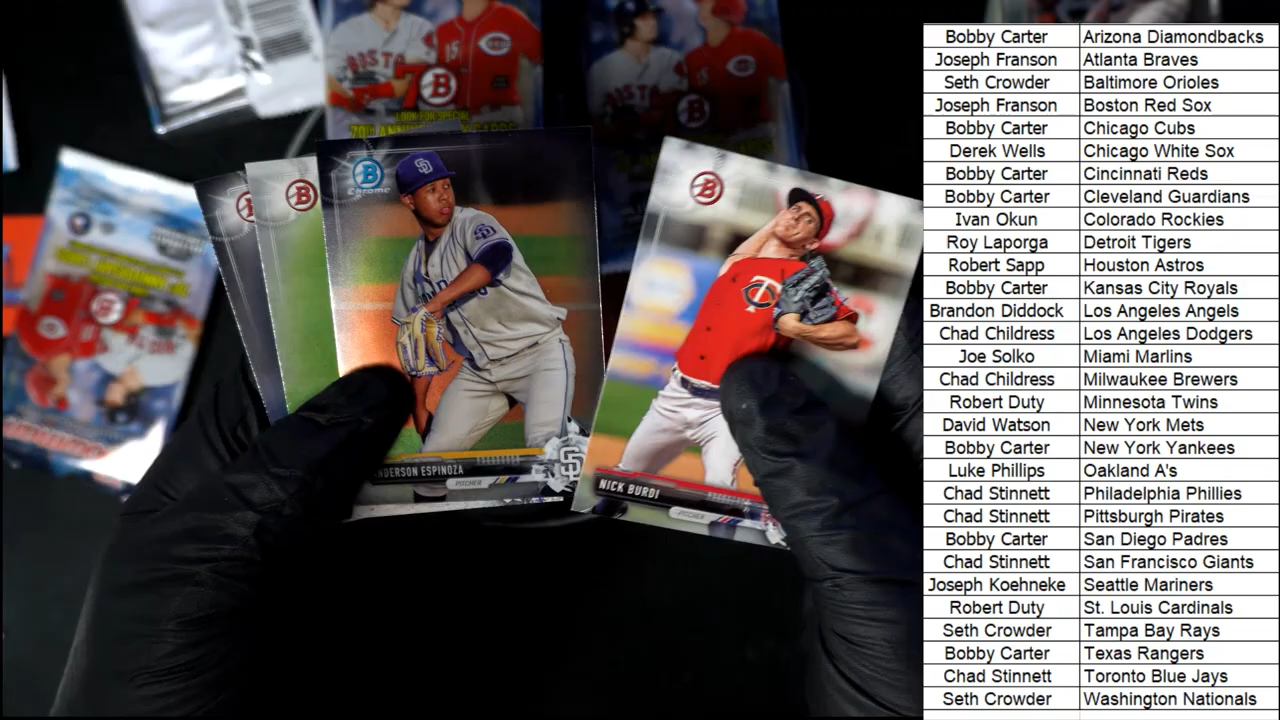 BOSTON
15
LOOK FOR SPECIAL
70TH ANNIVERSARY CARDS
B
Chrome
SD
ANDERSON ESPINOZA
PITCHER
B
NICK BURDI
PITCHER
Bobby Carter Arizona Diamondbacks
Joseph Franson Atlanta Braves
Seth Crowder Baltimore Orioles
Joseph Franson Boston Red Sox
Bobby Carter Chicago Cubs
Derek Wells Chicago White Sox
Bobby Carter Cincinnati Reds
Bobby Carter Cleveland Guardians
Ivan Okun Colorado Rockies
Roy Laporga Detroit Tigers
Robert Sapp Houston Astros
Bobby Carter Kansas City Royals
Brandon Diddock Los Angeles Angels
Chad Childress Los Angeles Dodgers
Joe Solko Miami Marlins
Chad Childress Milwaukee Brewers
Robert Duty Minnesota Twins
David Watson New York Mets
Bobby Carter New York Yankees
Luke Phillips Oakland A's
Chad Stinnett Philadelphia Phillies
Chad Stinnett Pittsburgh Pirates
Bobby Carter San Diego Padres
Chad Stinnett San Francisco Giants
Joseph Koehneke Seattle Mariners
Robert Duty St. Louis Cardinals
Seth Crowder Tampa Bay Rays
Bobby Carter Texas Rangers
Chad Stinnett Toronto Blue Jays
Seth Crowder Washington Nationals